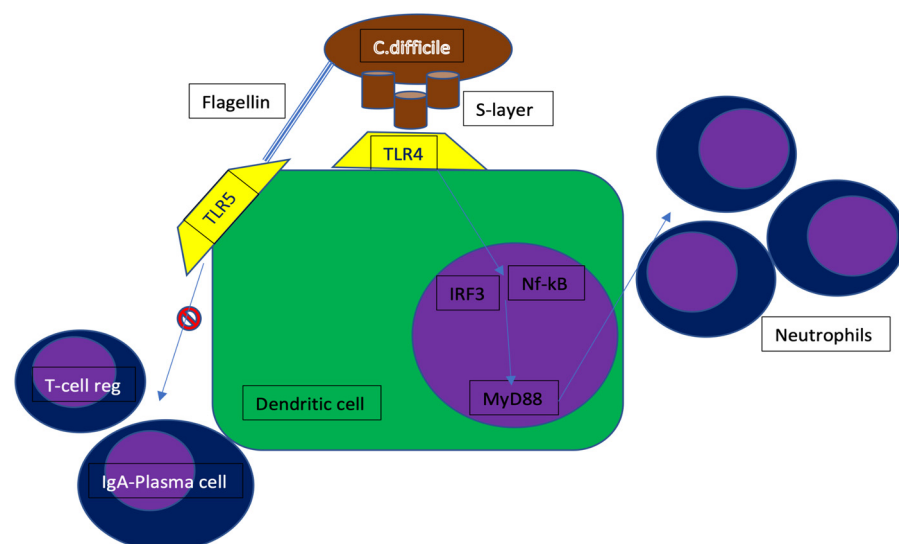 C.difficile
Flagellin
S-layer
TLR4
TLR5
IRF3
Nf-kB
Neutrophils
T-cell reg
Dendritic cell
MyD88
IgA-Plasma cell